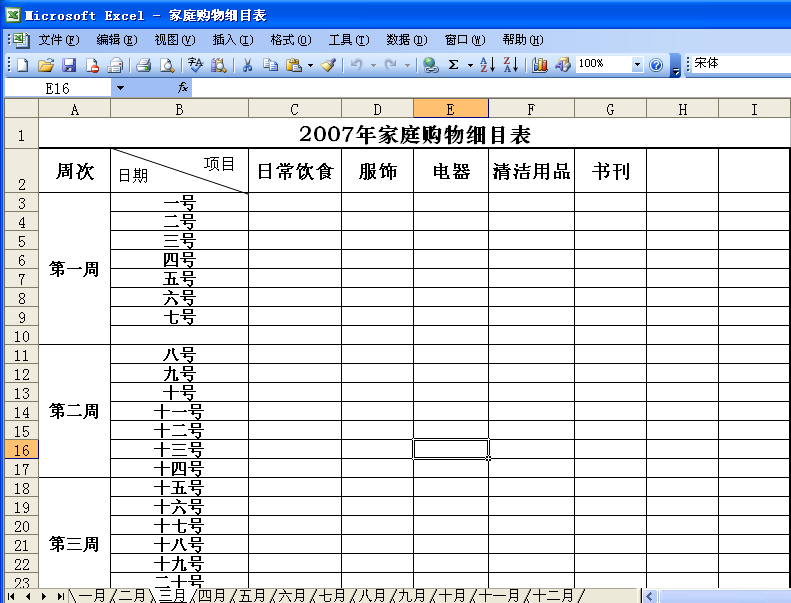 Microsoft Excel - 家庭购物细目表
文件(F) 编辑(E) 视图(V) 插入(I) 格式(O) 工具(T) 数据(D) 窗口(W) 帮助(H)
100% 宋体
E16 fx
A B C D E F G H I
1 2007年家庭购物细目表
2 周次 日期 项目 日常饮食 服饰 电器 清洁用品 书刊
3 一号
4 二号
5 三号
6 四号
第一周
7 五号
8 六号
9 七号
10
11 八号
12 九号
13 十号
14 第二周 十一号
15 十二号
16 十三号
17 十四号
18 十五号
19 十六号
20 十七号
21 第三周 十八号
22 十九号
23 二十号
一月 二月 三月 四月 五月 六月 七月 八月 九月 十月 十一月 十二月